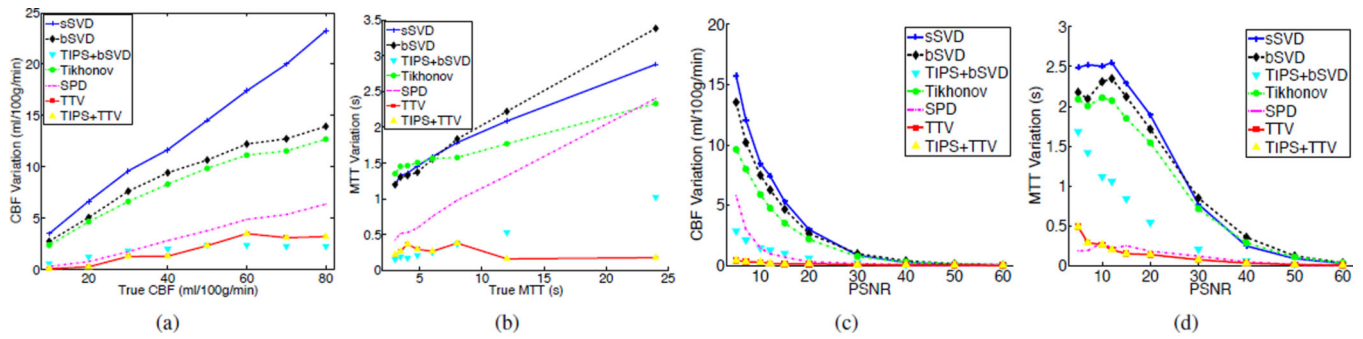 CBF Variation (ml/100g/min)
25
20
15
10
5
0
20
40
60
80
True CBF (ml/100g/min)
sSVD
bSVD
TIPS+bSVD
Tikhonov
SPD
TTV
TIPS+TTV
(a)
MTT Variation (s)
3.5
3
2.5
2
1.5
1
0.5
0
5
10
15
20
25
True MTT (s)
sSVD
bSVD
TIPS+bSVD
Tikhonov
SPD
TTV
TIPS+TTV
(b)
CBF Variation (ml/100g/min)
20
15
10
5
0
10
20
30
40
50
60
PSNR
sSVD
bSVD
TIPS+bSVD
Tikhonov
SPD
TTV
TIPS+TTV
(c)
MTT Variation (s)
3
2.5
2
1.5
1
0.5
0
10
20
30
40
50
60
PSNR
sSVD
bSVD
TIPS+bSVD
Tikhonov
SPD
TTV
TIPS+TTV
(d)